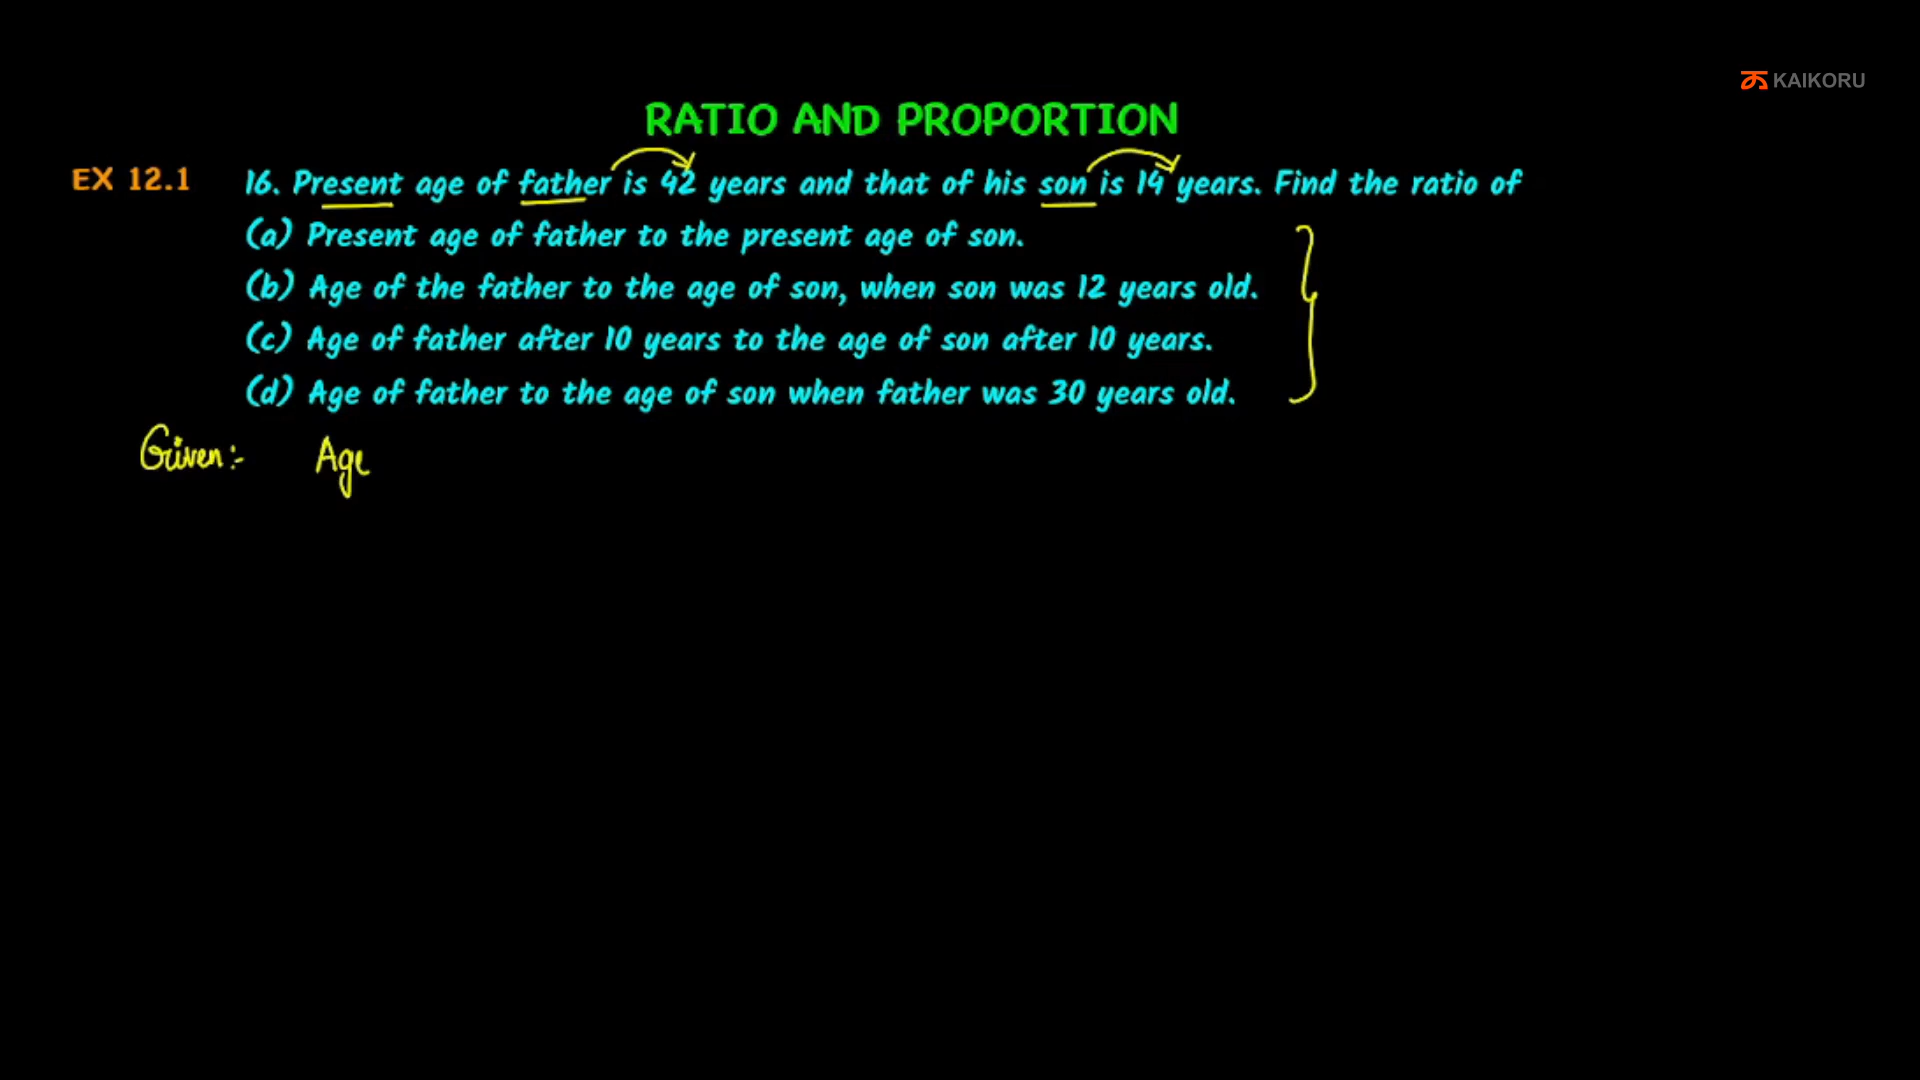 KAIKORU
RATIO AND PROPORTION
EX 12.1
16. Present age of father is 42 years and that of his son is 14 years. Find the ratio of
(a) Present age of father to the present age of son.
(b) Age of the father to the age of son, when son was 12 years old.
(c) Age of father after 10 years to the age of son after 10 years.
(d) Age of father to the age of son when father was 30 years old.
Given:- Age